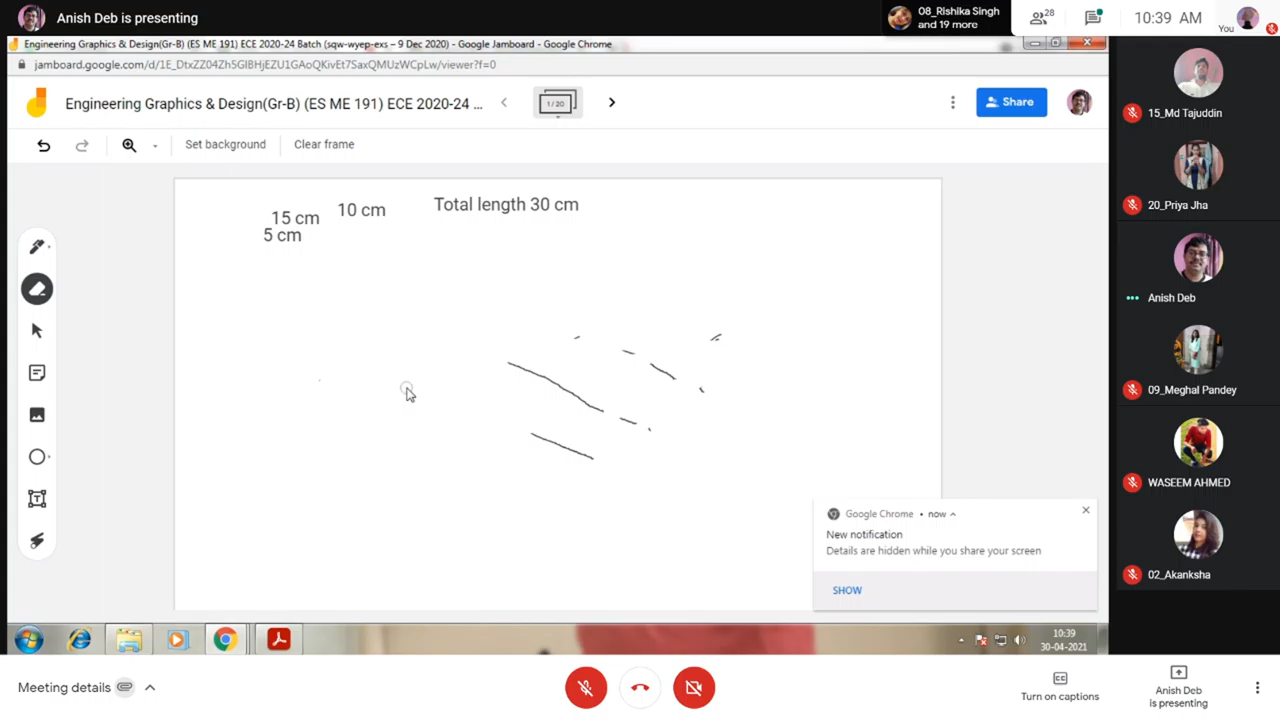 Anish Deb is presenting
08_Rishika Singh
and 19 more
28
10:39 AM
You
Engineering Graphics & Design(Gr-B) (ES ME 191) ECE 2020-24 Batch (sqw-wyep-exs – 9 Dec 2020) - Google Jamboard - Google Chrome
jamboard.google.com/d/1E_DtxZZ04Zh5GIBHjEZU1GAoQKivEt7SaxQMUzWCpLw/viewer?f=0
Engineering Graphics & Design(Gr-B) (ES ME 191) ECE 2020-24 ...
1/20
Share
Set background
Clear frame
15 cm
10 cm
Total length 30 cm
5 cm
15_Md Tajuddin
20_Priya Jha
Anish Deb
09_Meghal Pandey
WASEEM AHMED
02_Akanksha
Google Chrome • now
New notification
Details are hidden while you share your screen
SHOW
10:39
30-04-2021
Meeting details
Turn on captions
Anish Deb
is presenting